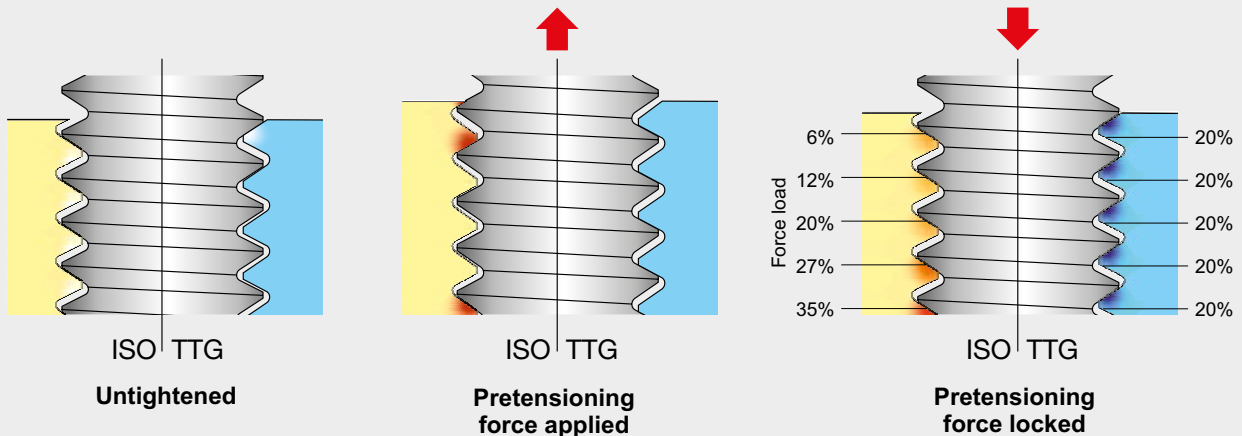 6%
12%
20%
27%
35%
Force load
20%
20%
20%
20%
20%
ISO TTG
Untightened
ISO TTG
Pretensioning
force applied
ISO TTG
Pretensioning
force locked